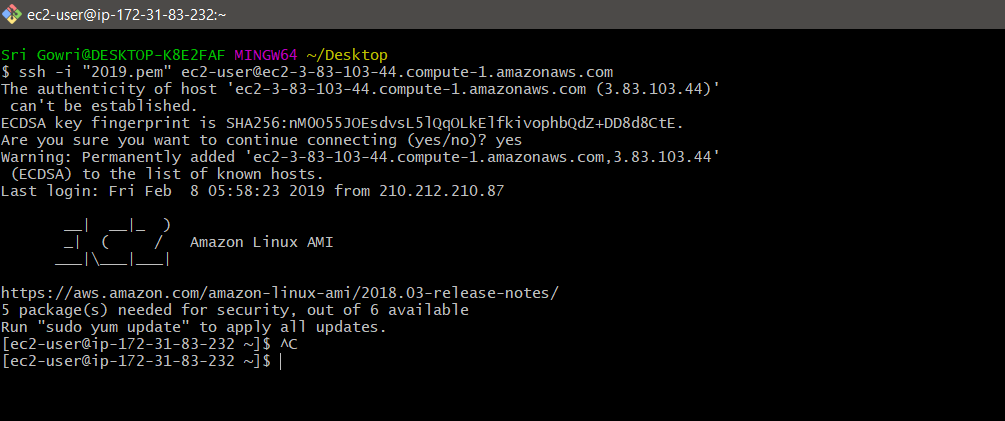 ec2-user@ip-172-31-83-232:~
Sri Gowri@DESKTOP-K8E2FAF MINGW64 ~/Desktop
$ ssh -i "2019.pem" ec2-user@ec2-3-83-103-44.compute-1.amazonaws.com
The authenticity of host 'ec2-3-83-103-44.compute-1.amazonaws.com (3.83.103.44)'
 can't be established.
ECDSA key fingerprint is SHA256:nMOO55JOEsdvsL5lQqOLkElfkivophbQdZ+DD8d8CtE.
Are you sure you want to continue connecting (yes/no)? yes
Warning: Permanently added 'ec2-3-83-103-44.compute-1.amazonaws.com,3.83.103.44'
 (ECDSA) to the list of known hosts.
Last login: Fri Feb  8 05:58:23 2019 from 210.212.210.87
       __|  __|_  )
       _|  (     /   Amazon Linux AMI
      ___|\___|___|
https://aws.amazon.com/amazon-linux-ami/2018.03-release-notes/
5 package(s) needed for security, out of 6 available
Run "sudo yum update" to apply all updates.
[ec2-user@ip-172-31-83-232 ~]$ ^C
[ec2-user@ip-172-31-83-232 ~]$